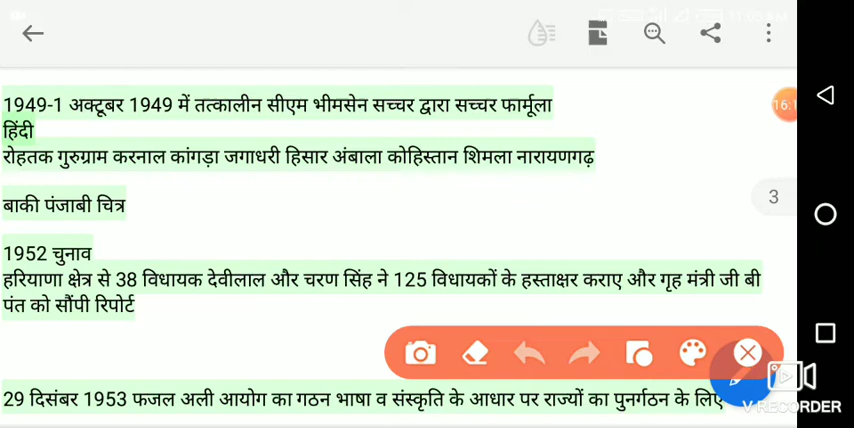 1949-1 अक्टूबर 1949 में तत्कालीन सीएम भीमसेन सच्चर द्वारा सच्चर फार्मूला
16:1
हिंदी
रोहतक गुरुग्राम करनाल कांगड़ा जगाधरी हिसार अंबाला कोहिस्तान शिमला नारायणगढ़
3
बाकी पंजाबी चित्र
1952 चुनाव
हरियाणा क्षेत्र से 38 विधायक देवीलाल और चरण सिंह ने 125 विधायकों के हस्ताक्षर कराए और गृह मंत्री जी बी
पंत को सौंपी रिपोर्ट
29 दिसंबर 1953 फजल अली आयोग का गठन भाषा व संस्कृति के आधार पर राज्यों का पुनर्गठन के लिए
V RECORDER